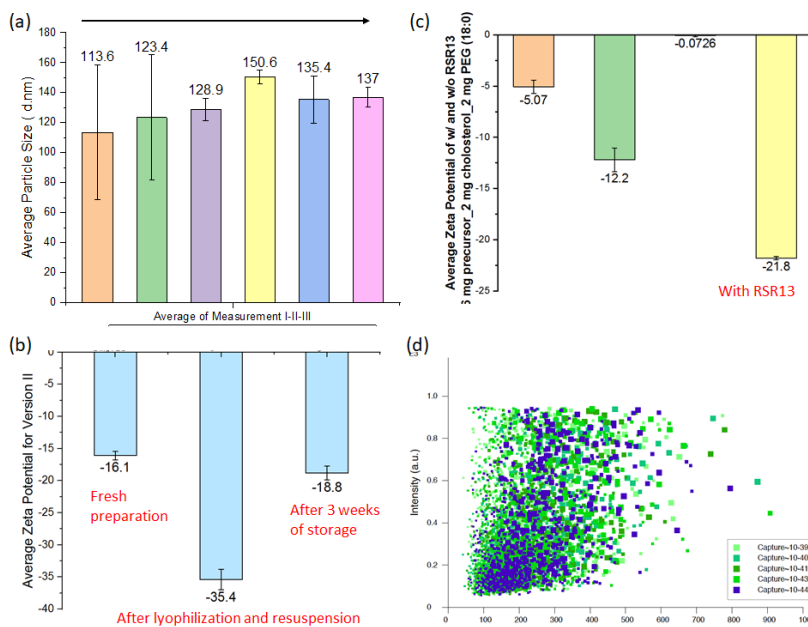 (a)
Average Particle Size ( d.nm)
180
160
140
120
100
80
60
40
20
0
113.6
123.4
128.9
150.6
135.4
137
Average of Measurement I-II-III
(b)
Average Zeta Potential for Version II
0
-5
-10
-15
-20
-25
-30
-35
-40
-16.1
-35.4
-18.8
Fresh
preparation
After 3 weeks
of storage
After lyophilization and resuspension
(c)
Average Zeta Potential of w/ and w/o RSR13
6 mg precursor_2 mg cholsterol_2 mg PEG (18:0)
0
-5
-10
-15
-20
-25
-5.07
-12.2
-0.0726
-21.8
With RSR13
(d)
Intensity (a.u.)
1.0
0.8
0.6
0.4
0.2
0
0
100
200
300
400
500
600
700
800
900
Capture~10-39
Capture~10-40
Capture~10-41
Capture~10-43
Capture~10-44